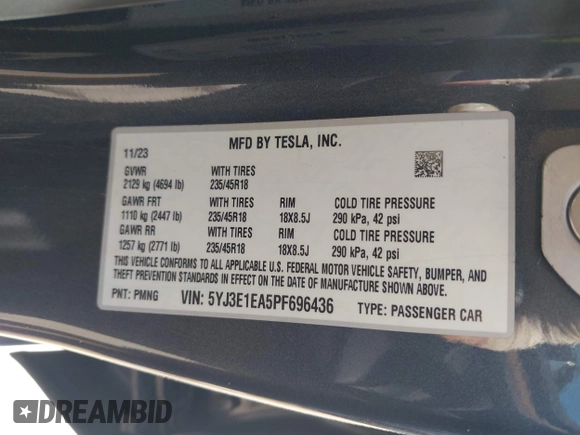 MFD BY TESLA, INC.
11/23
GVWR WITH TIRES
2129 kg (4694 lb) 235/45R18
GAWR FRT WITH TIRES RIM COLD TIRE PRESSURE
1110 kg (2447 lb) 235/45R18 18X8.5J 290 kPa, 42 psi
GAWR RR WITH TIRES RIM COLD TIRE PRESSURE
1257 kg (2771 lb) 235/45R18 18X8.5J 290 kPa, 42 psi
THIS VEHICLE CONFORMS TO ALL APPLICABLE U.S. FEDERAL MOTOR VEHICLE SAFETY, BUMPER, AND
THEFT PREVENTION STANDARDS IN EFFECT ON THE DATE OF MANUFACTURE SHOWN ABOVE.
PNT: PMNG VIN: 5YJ3E1EA5PF696436 TYPE: PASSENGER CAR
DREAMBID